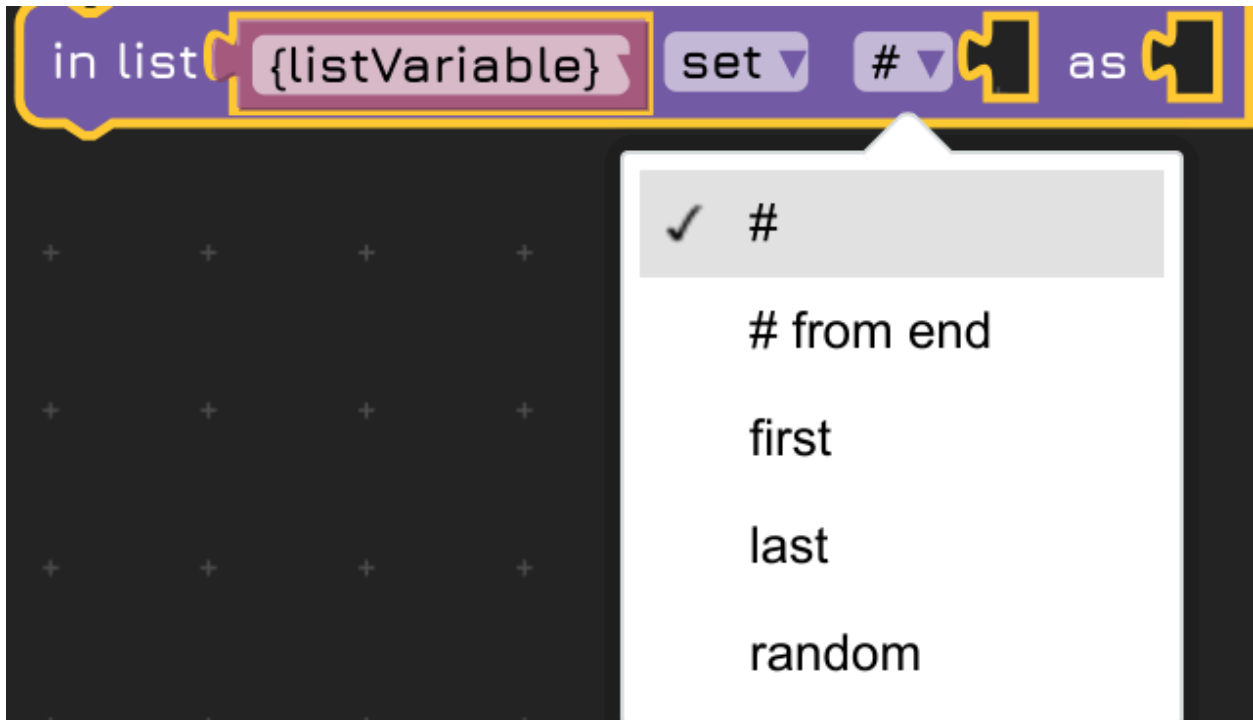 in list {listVariable} set # as
✓ #
# from end
first
last
random